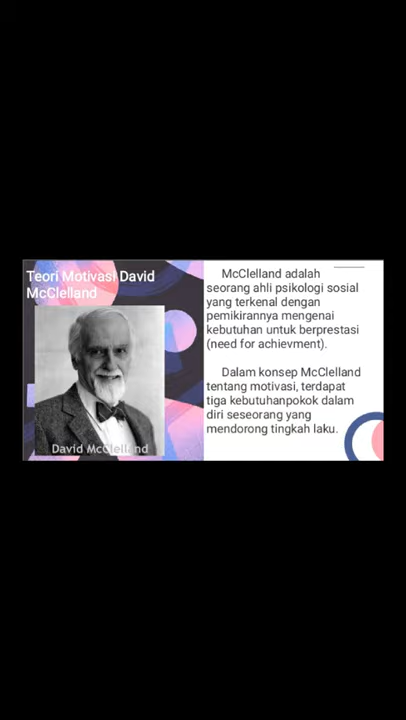 Teori Motivasi David
McClelland
David McClelland
McClelland adalah
seorang ahli psikologi sosial
yang terkenal dengan
pemikirannya mengenai
kebutuhan untuk berprestasi
(need for achievment).
Dalam konsep McClelland
tentang motivasi, terdapat
tiga kebutuhanpokok dalam
diri seseorang yang
mendorong tingkah laku.